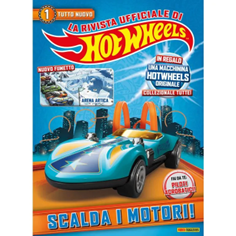 1 TUTTO NUOVO
LA RIVISTA UFFICIALE DI
HOT WHEELS
IN REGALO
UNA MACCHININA
HOTWHEELS
ORIGINALE
COLLEZIONALE TUTTE!
NUOVO FUMETTO
ARENA ARTICA
FAI DA TE:
SCALDA I MOTORI!